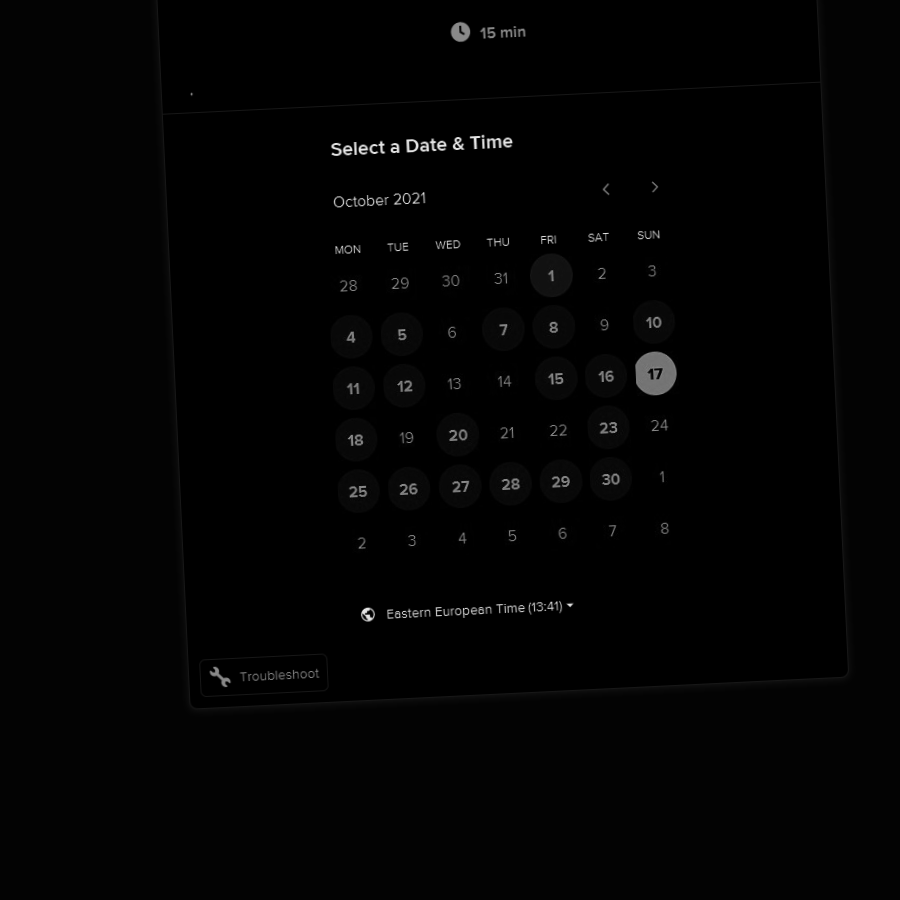 15 min
Select a Date & Time
October 2021
MON TUE WED THU FRI SAT SUN
28 29 30 31 1 2 3
4 5 6 7 8 9 10
11 12 13 14 15 16 17
18 19 20 21 22 23 24
25 26 27 28 29 30 1
2 3 4 5 6 7 8
Eastern European Time (13:41)
Troubleshoot